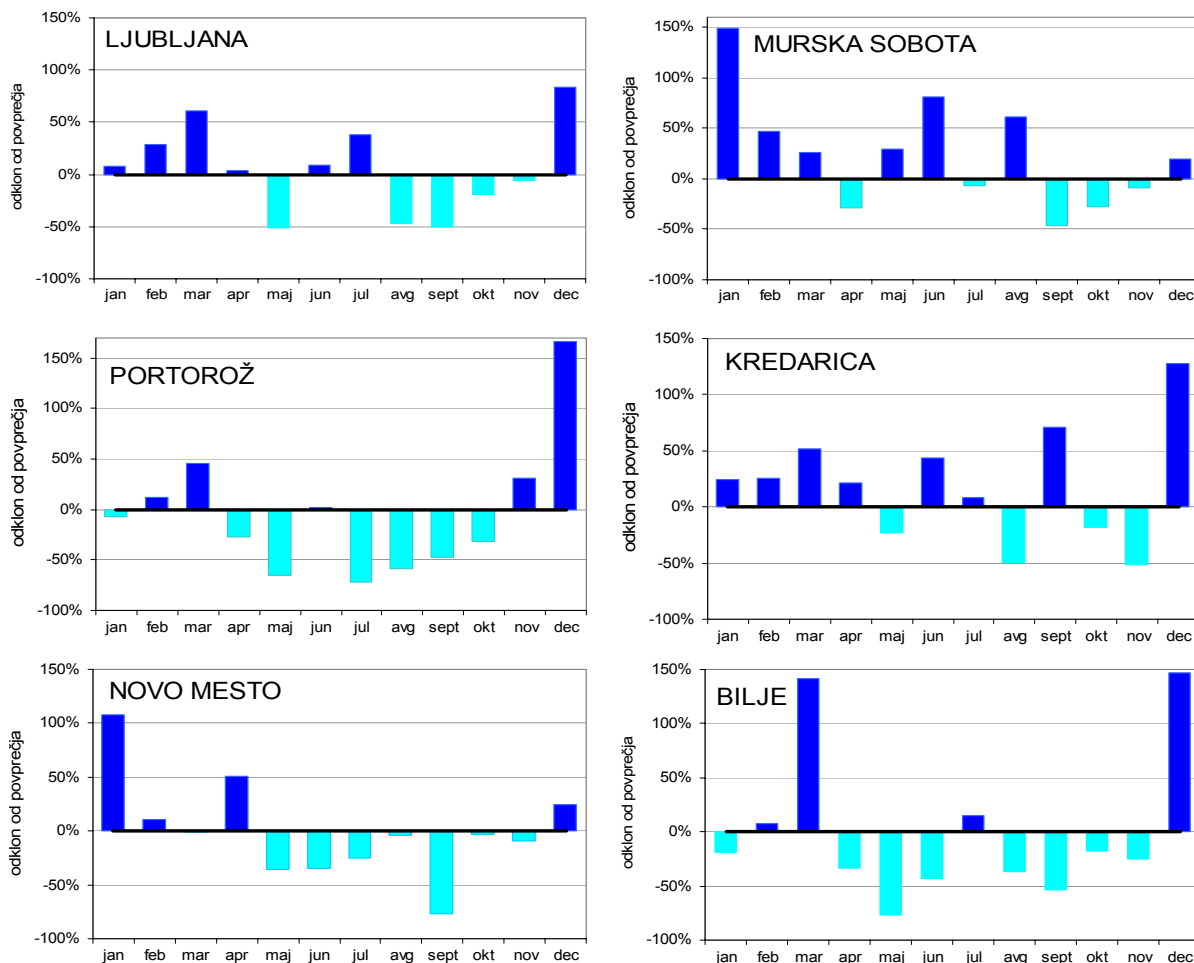 LJUBLJANA
odklon od povprečja
150%
100%
50%
0%
-50%
-100%
jan feb mar apr maj jun jul avg sept okt nov dec
MURSKA SOBOTA
odklon od povprečja
150%
100%
50%
0%
-50%
-100%
jan feb mar apr maj jun jul avg sept okt nov dec
PORTOROŽ
odklon od povprečja
150%
100%
50%
0%
-50%
-100%
jan feb mar apr maj jun jul avg sept okt nov dec
KREDARICA
odklon od povprečja
150%
100%
50%
0%
-50%
-100%
jan feb mar apr maj jun jul avg sept okt nov dec
NOVO MESTO
odklon od povprečja
150%
100%
50%
0%
-50%
-100%
jan feb mar apr maj jun jul avg sept okt nov dec
BILJE
odklon od povprečja
150%
100%
50%
0%
-50%
-100%
jan feb mar apr maj jun jul avg sept okt nov dec